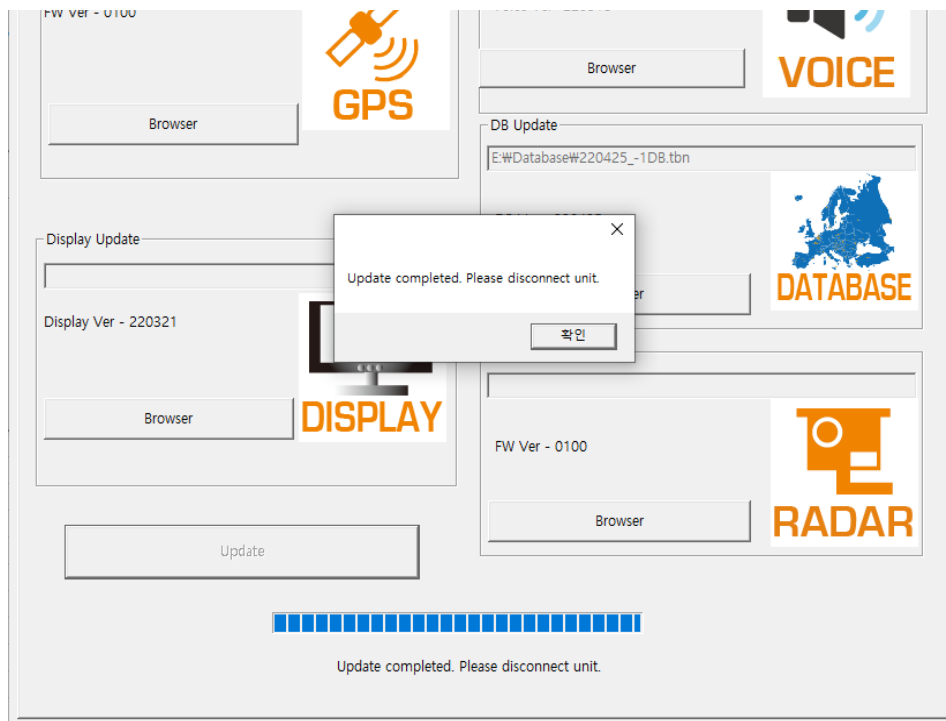 FW Ver - 0100
GPS
Browser
Browser
VOICE
DB Update
E:₩Database₩220425_-1DB.tbn
DATABASE
Display Update
Display Ver - 220321
Browser
DISPLAY
Update completed. Please disconnect unit.
확인
FW Ver - 0100
Browser
RADAR
Update
Update completed. Please disconnect unit.